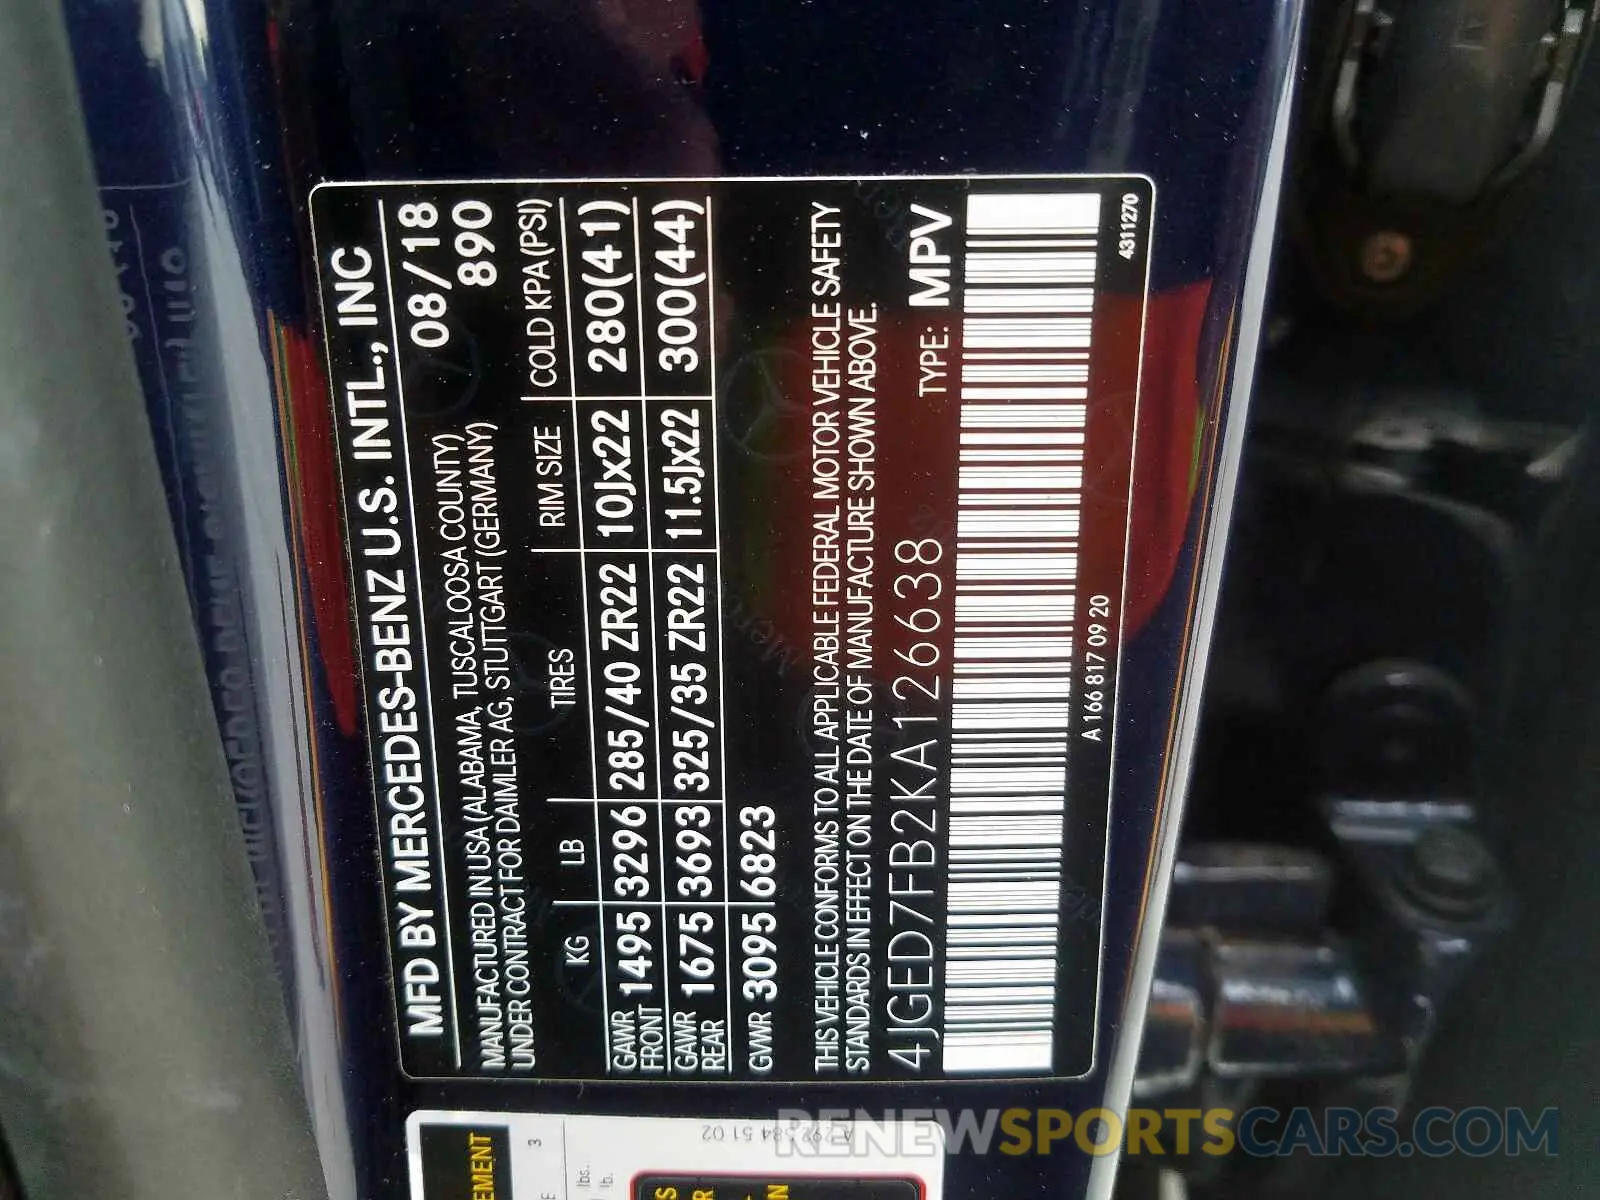 MFD BY MERCEDES-BENZ U.S. INTL., INC
08/18
MANUFACTURED IN USA (ALABAMA, TUSCALOOSA COUNTY) 890
UNDER CONTRACT FOR DAIMLER AG, STUTTGART (GERMANY)
KG LB TIRES RIM SIZE COLD KPA (PSI)
GAWR FRONT 1495 3296 285/40 ZR22 10Jx22 280(41)
GAWR REAR 1675 3693 325/35 ZR22 11.5Jx22 300(44)
GVWR 3095 6823
THIS VEHICLE CONFORMS TO ALL APPLICABLE FEDERAL MOTOR VEHICLE SAFETY
STANDARDS IN EFFECT ON THE DATE OF MANUFACTURE SHOWN ABOVE.
4JGED7FB2KA126638 TYPE: MPV
A 166 817 09 20 4311270
3
lbs.
lb.
RENEWSPORTSCARS.COM